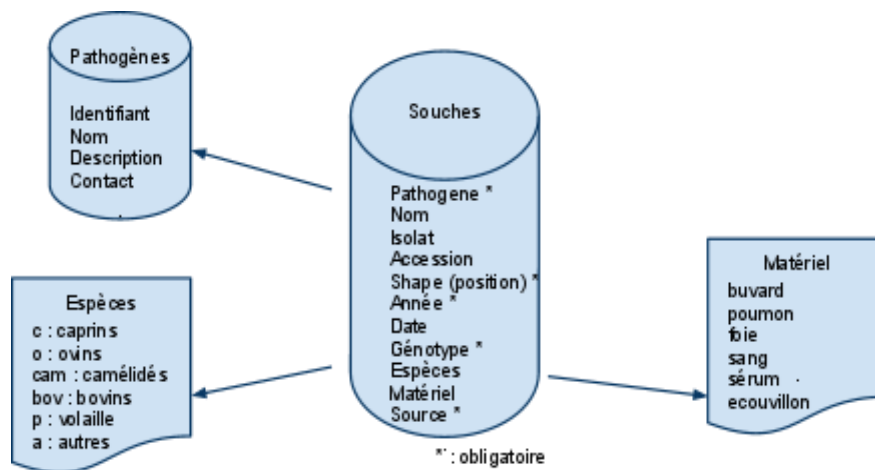 Pathogènes
Identifiant
Nom
Description
Contact
Souches
Pathogene *
Nom
Isolat
Accession
Shape (position) *
Année *
Date
Génotype *
Espèces
Matériel
Source *
*' : obligatoire
Espèces
c : caprins
o : ovins
cam : camélidés
bov : bovins
p : volaille
a : autres
Matériel
buvard
poumon
foie
sang
sérum
ecouvillon